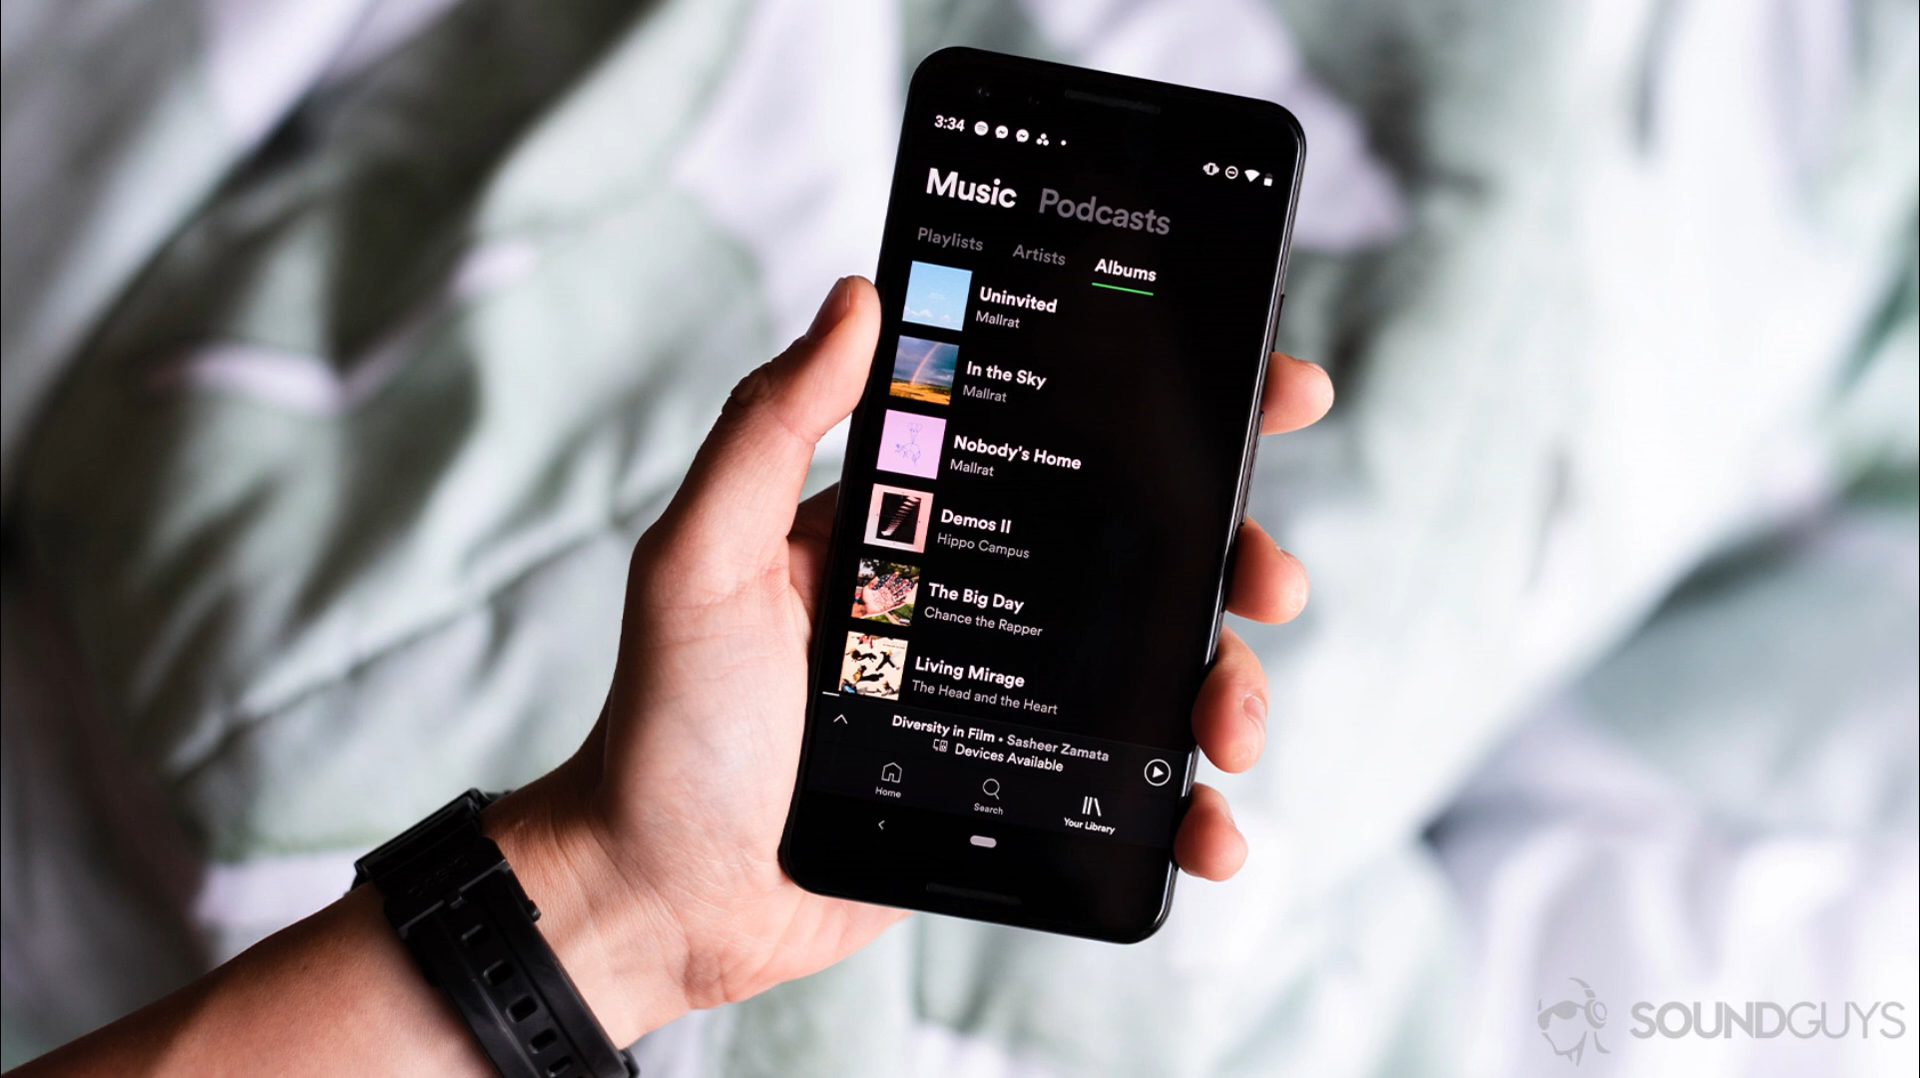 3:34
Music Podcasts
Playlists Artists Albums
Uninvited
Mallrat
In the Sky
Mallrat
Nobody's Home
Mallrat
Demos II
Hippo Campus
The Big Day
Chance the Rapper
Living Mirage
The Head and the Heart
Diversity in Film • Sasheer Zamata
Devices Available
Home Search Your Library
SOUNDGUYS